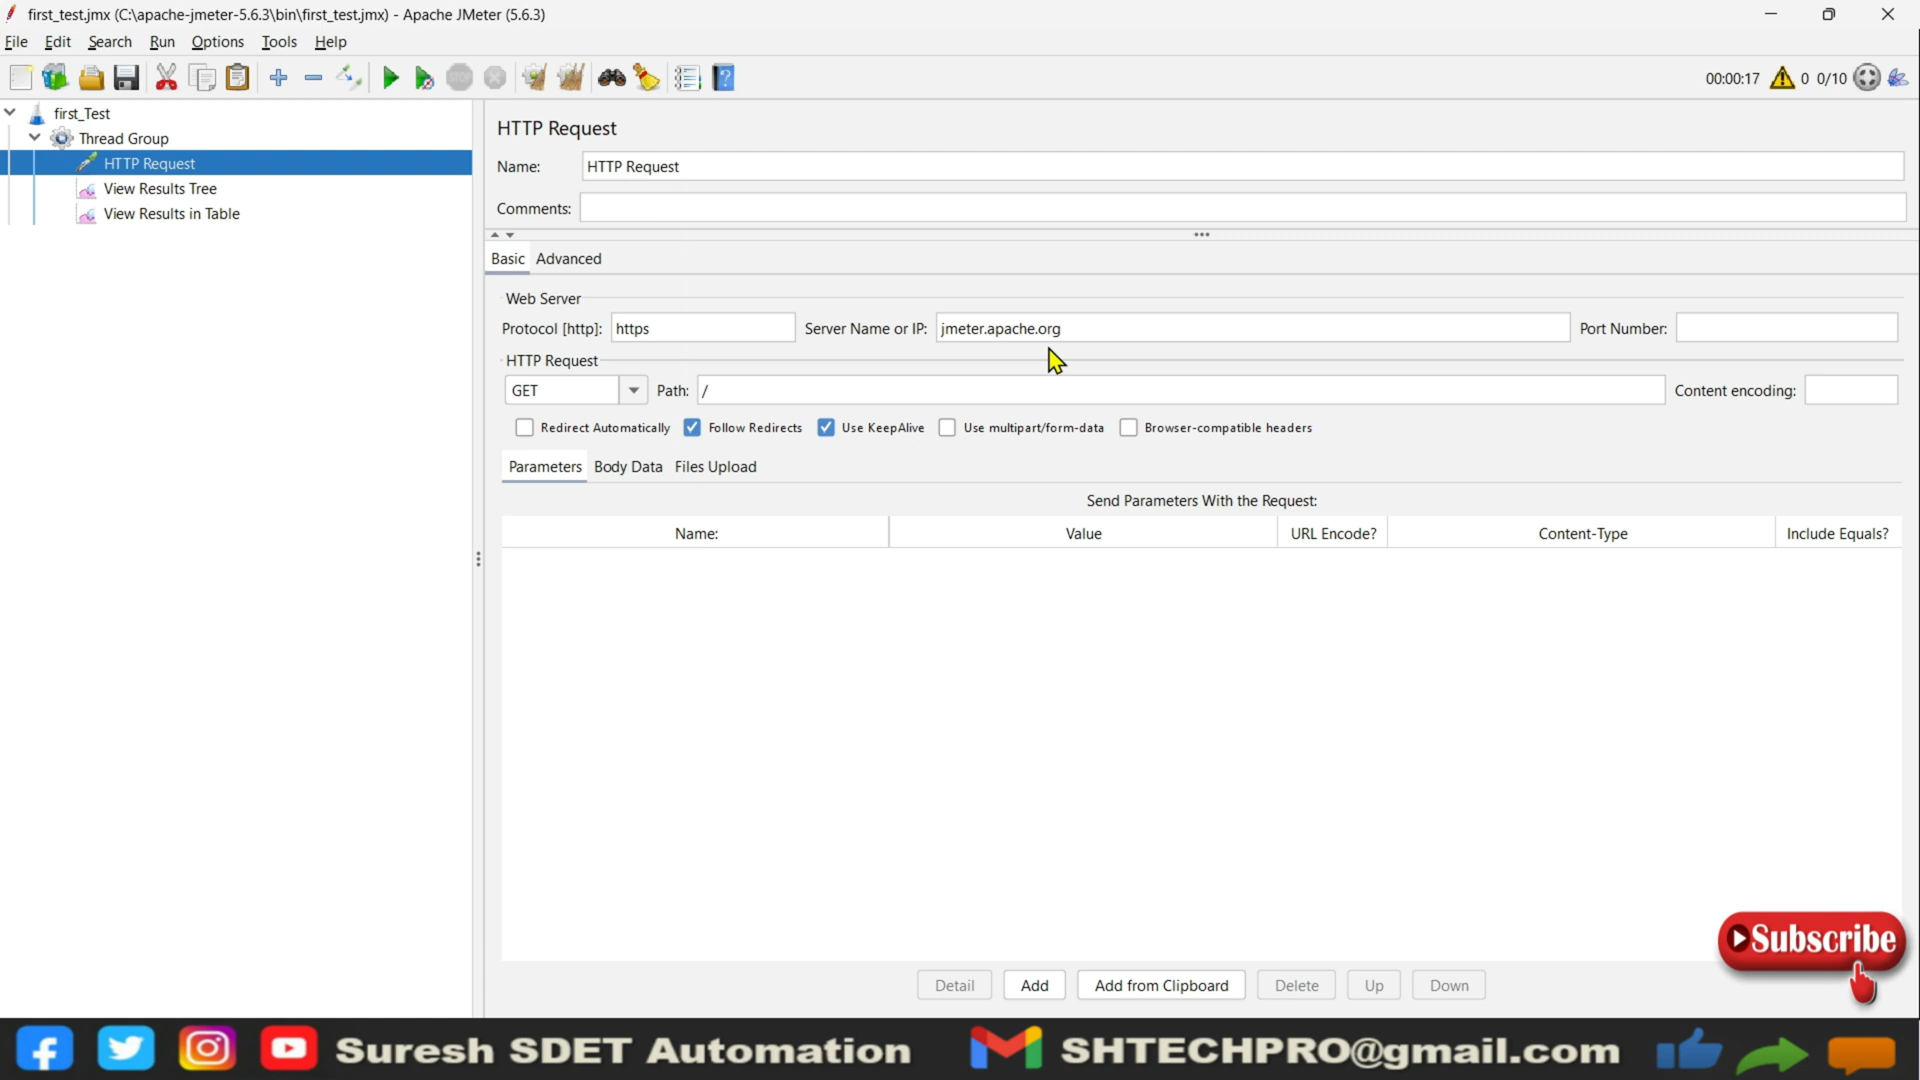 first_test.jmx (C:\apache-jmeter-5.6.3\bin\first_test.jmx) - Apache JMeter (5.6.3)
File Edit Search Run Options Tools Help
STOP 00:00:17 0 0/10
first_Test
Thread Group
HTTP Request
View Results Tree
View Results in Table
HTTP Request
Name: HTTP Request
Comments:
Basic Advanced
Web Server
Protocol [http]: https Server Name or IP: jmeter.apache.org Port Number:
HTTP Request
GET Path: / Content encoding:
Redirect Automatically Follow Redirects Use KeepAlive Use multipart/form-data Browser-compatible headers
Parameters Body Data Files Upload
Send Parameters With the Request:
Name: Value URL Encode? Content-Type Include Equals?
Subscribe
Detail Add Add from Clipboard Delete Up Down
Suresh SDET Automation SHTECHPRO@gmail.com